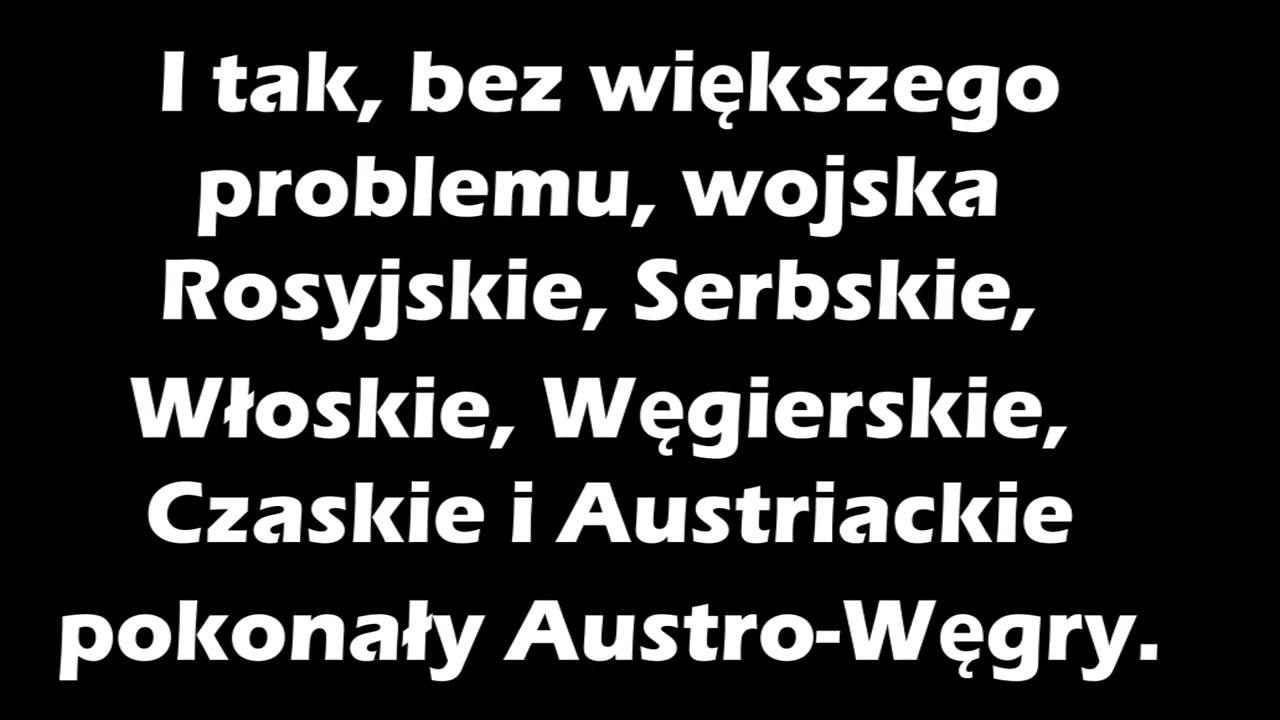 I tak, bez większego
problemu, wojska
Rosyjskie, Serbskie,
Włoskie, Węgierskie,
Czaskie i Austriackie
pokonały Austro-Węgry.